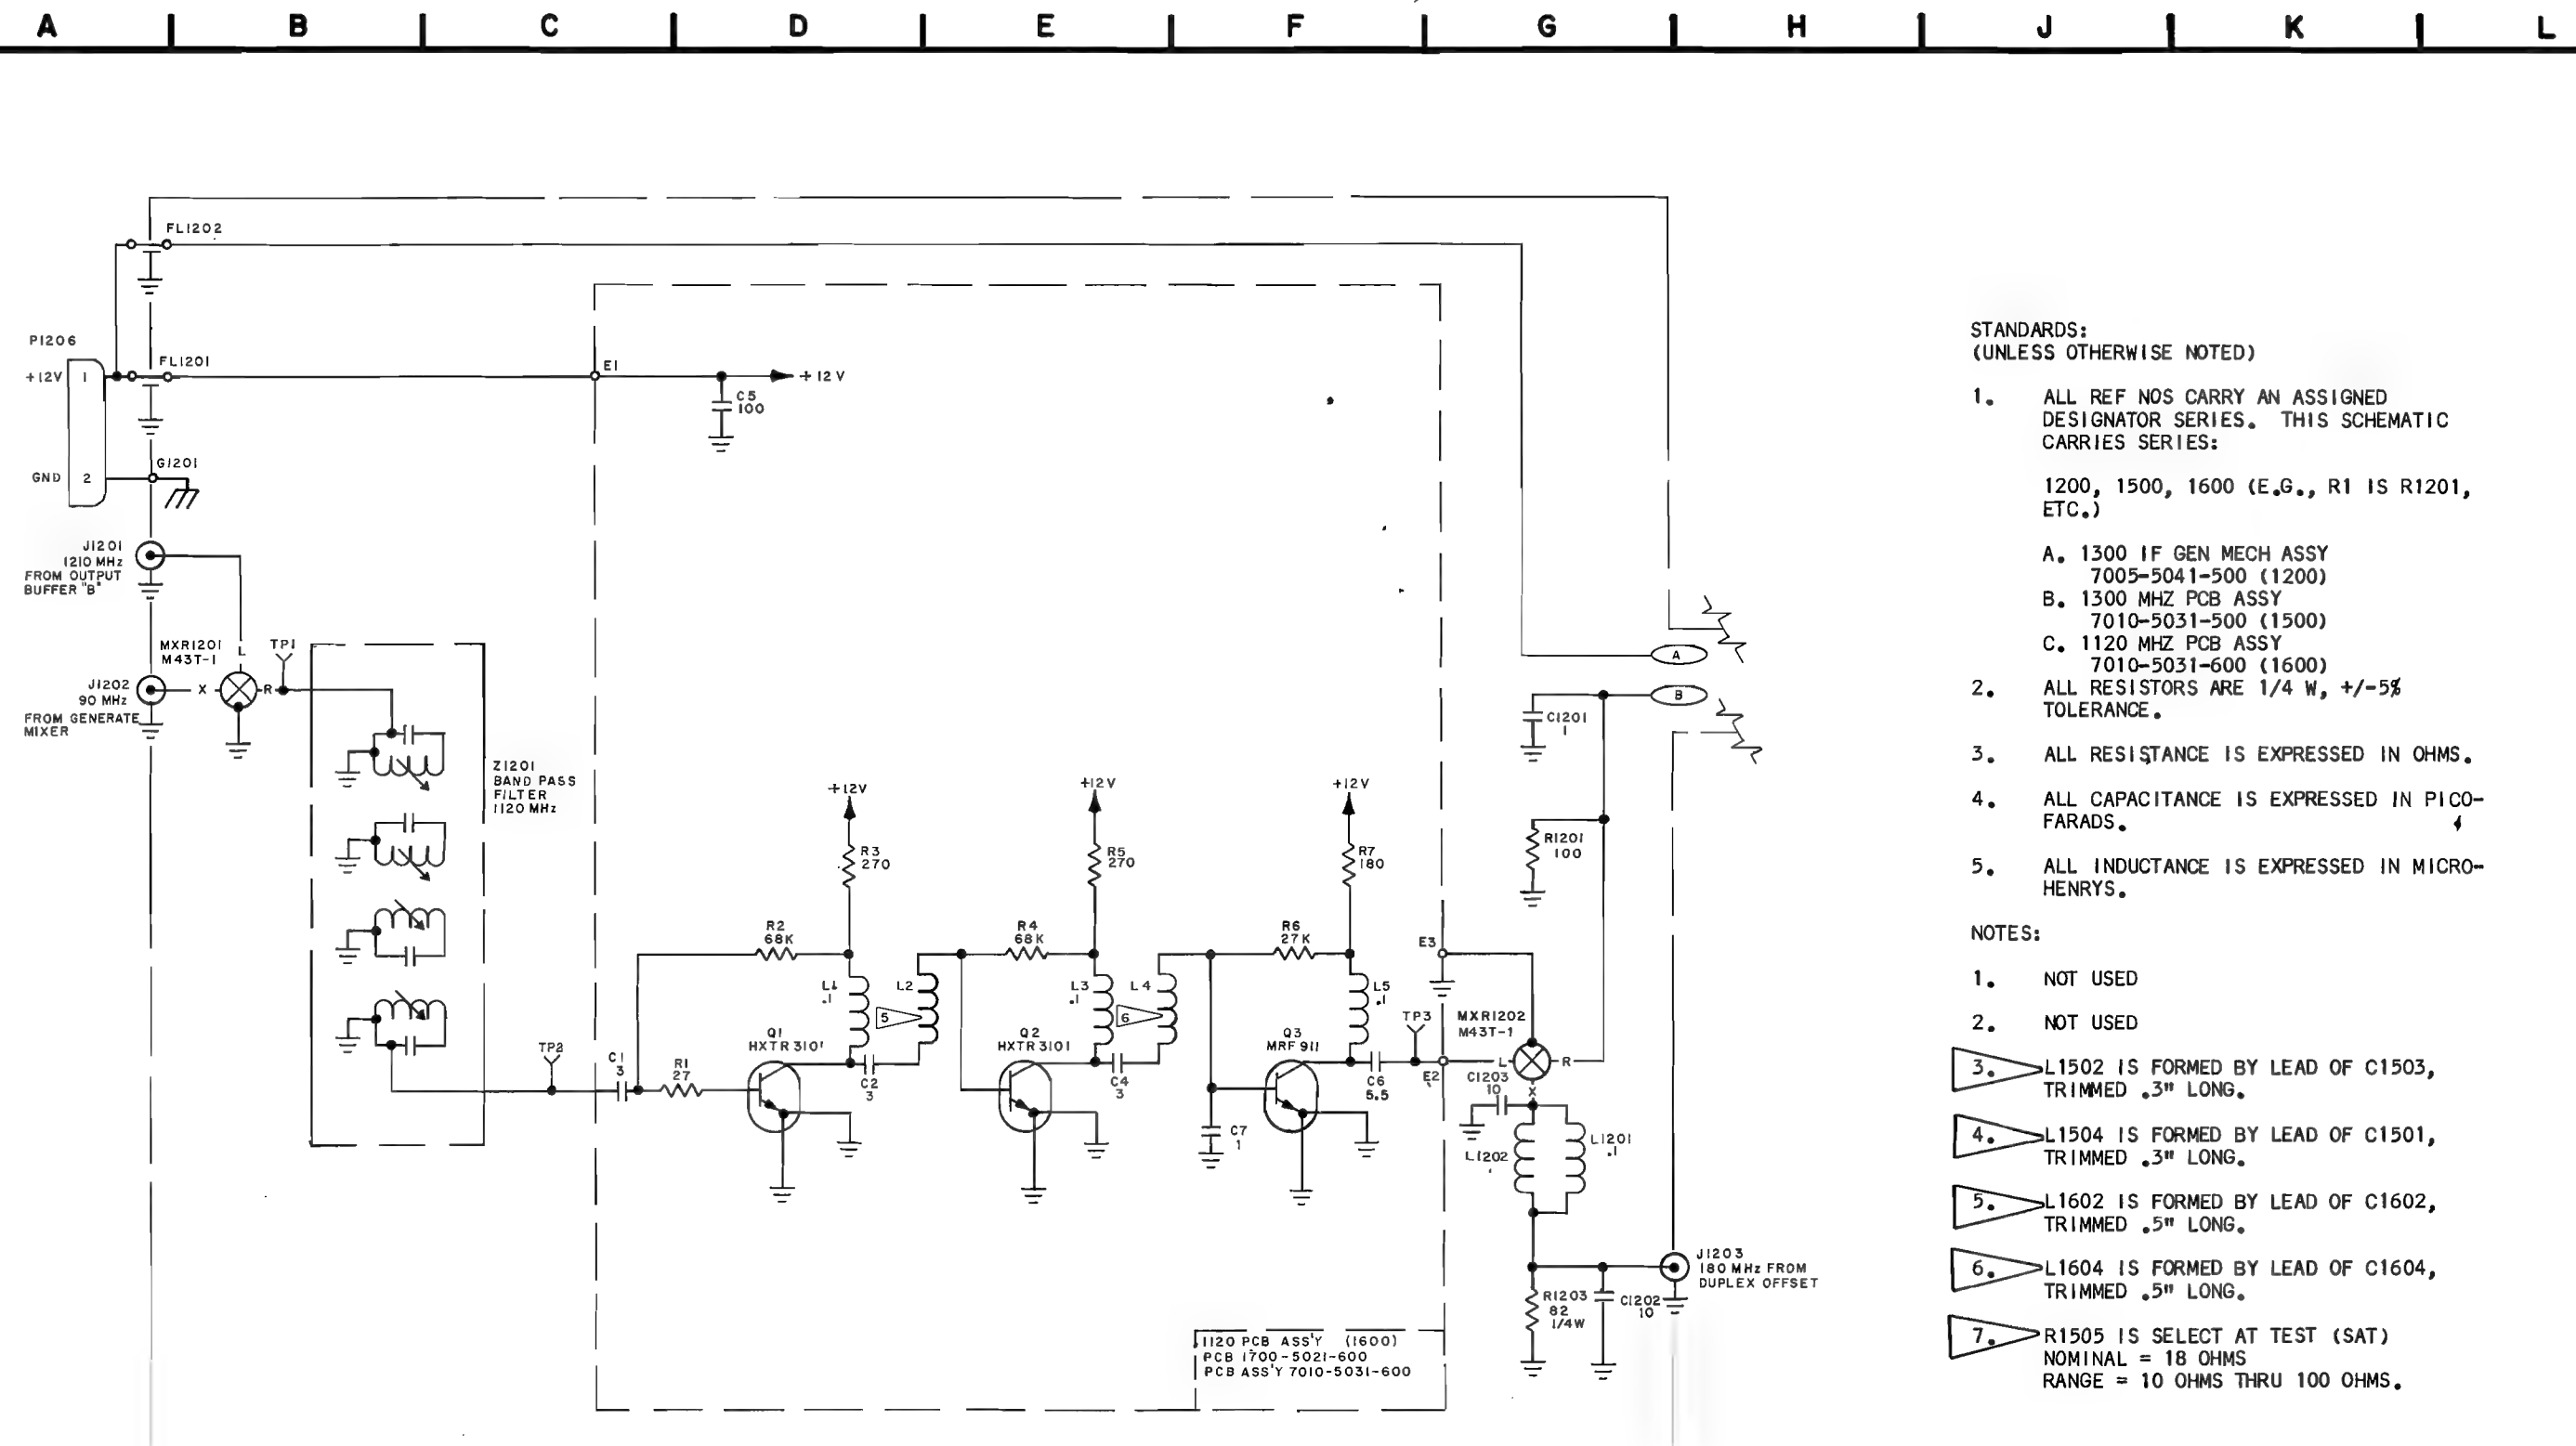 A B C D E F G H J K L
FL1202
P1206
+12V 1
FL1201
E1
+12V
C5
100
GND 2
G1201
J1201
1210 MHz
FROM OUTPUT
BUFFER "B"
MXR1201
M43T-1
L
TP1
J1202
90 MHz
FROM GENERATE
MIXER
X
R
Z1201
BAND PASS
FILTER
1120 MHz
TP2
C1
3
R1
27
R2
68K
+12V
R3
270
L1
.1
L2
5
Q1
HXTR3101
C2
3
R4
68K
+12V
R5
270
L3
.1
L4
6
Q2
HXTR3101
C4
3
R6
27K
+12V
R7
180
L5
.1
Q3
MRF911
C7
1
C6
5.5
TP3
E3
E2
MXR1202
M43T-1
L
R
X
C1203
10
A
B
C1201
1
R1201
100
L1202
L1201
.1
J1203
180 MHz FROM
DUPLEX OFFSET
R1203
82
1/4W
C1202
10
1120 PCB ASS'Y (1600)
PCB 1700-5021-600
PCB ASS'Y 7010-5031-600
STANDARDS:
(UNLESS OTHERWISE NOTED)
1. ALL REF NOS CARRY AN ASSIGNED
DESIGNATOR SERIES. THIS SCHEMATIC
CARRIES SERIES:
1200, 1500, 1600 (E.G., R1 IS R1201,
ETC.)
A. 1300 IF GEN MECH ASSY
7005-5041-500 (1200)
B. 1300 MHZ PCB ASSY
7010-5031-500 (1500)
C. 1120 MHZ PCB ASSY
7010-5031-600 (1600)
2. ALL RESISTORS ARE 1/4 W, +/-5%
TOLERANCE.
3. ALL RESISTANCE IS EXPRESSED IN OHMS.
4. ALL CAPACITANCE IS EXPRESSED IN PICO-
FARADS.
5. ALL INDUCTANCE IS EXPRESSED IN MICRO-
HENRYS.
NOTES:
1. NOT USED
2. NOT USED
3. L1502 IS FORMED BY LEAD OF C1503,
TRIMMED .3" LONG.
4. L1504 IS FORMED BY LEAD OF C1501,
TRIMMED .3" LONG.
5. L1602 IS FORMED BY LEAD OF C1602,
TRIMMED .5" LONG.
6. L1604 IS FORMED BY LEAD OF C1604,
TRIMMED .5" LONG.
7. R1505 IS SELECT AT TEST (SAT)
NOMINAL = 18 OHMS
RANGE = 10 OHMS THRU 100 OHMS.